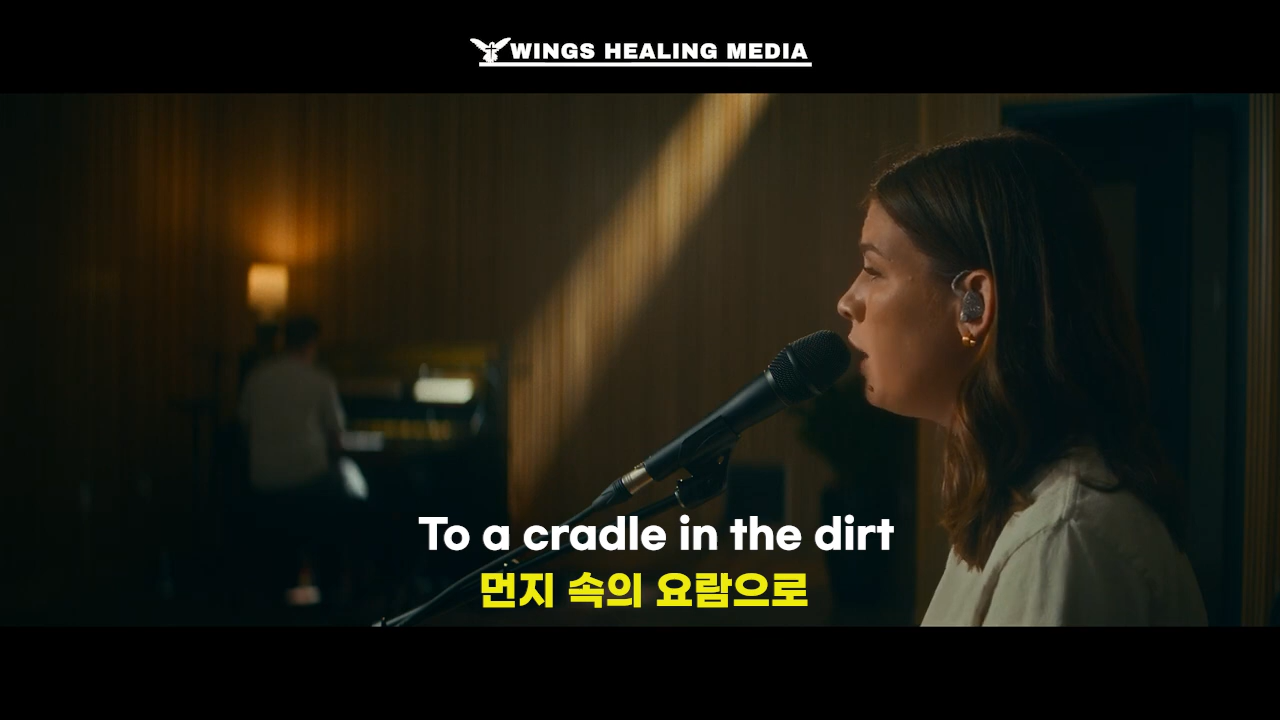 WINGS HEALING MEDIA
To a cradle in the dirt
먼지 속의 요람으로